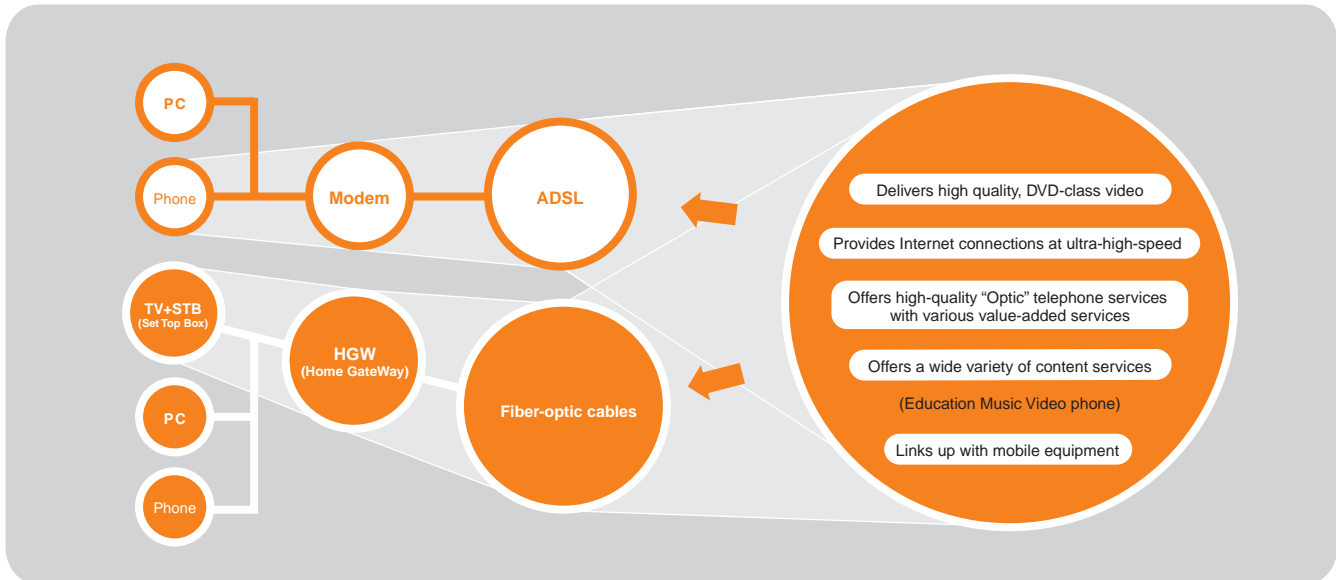 PC
Phone
Modem
ADSL
TV+STB
(Set Top Box)
HGW
(Home GateWay)
Fiber-optic cables
PC
Phone
Delivers high quality, DVD-class video
Provides Internet connections at ultra-high-speed
Offers high-quality “Optic” telephone services
with various value-added services
Offers a wide variety of content services
(Education Music Video phone)
Links up with mobile equipment